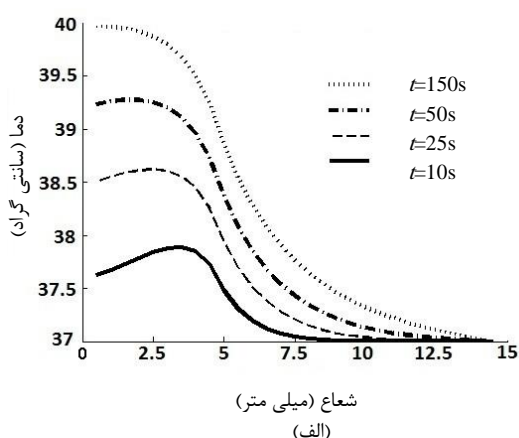 40
39.5
39
38.5
38
37.5
37
0 2.5 5 7.5 10 12.5 15
دما (سانتی گراد)
t=150s
t=50s
t=25s
t=10s
شعاع (میلی متر)
(الف)